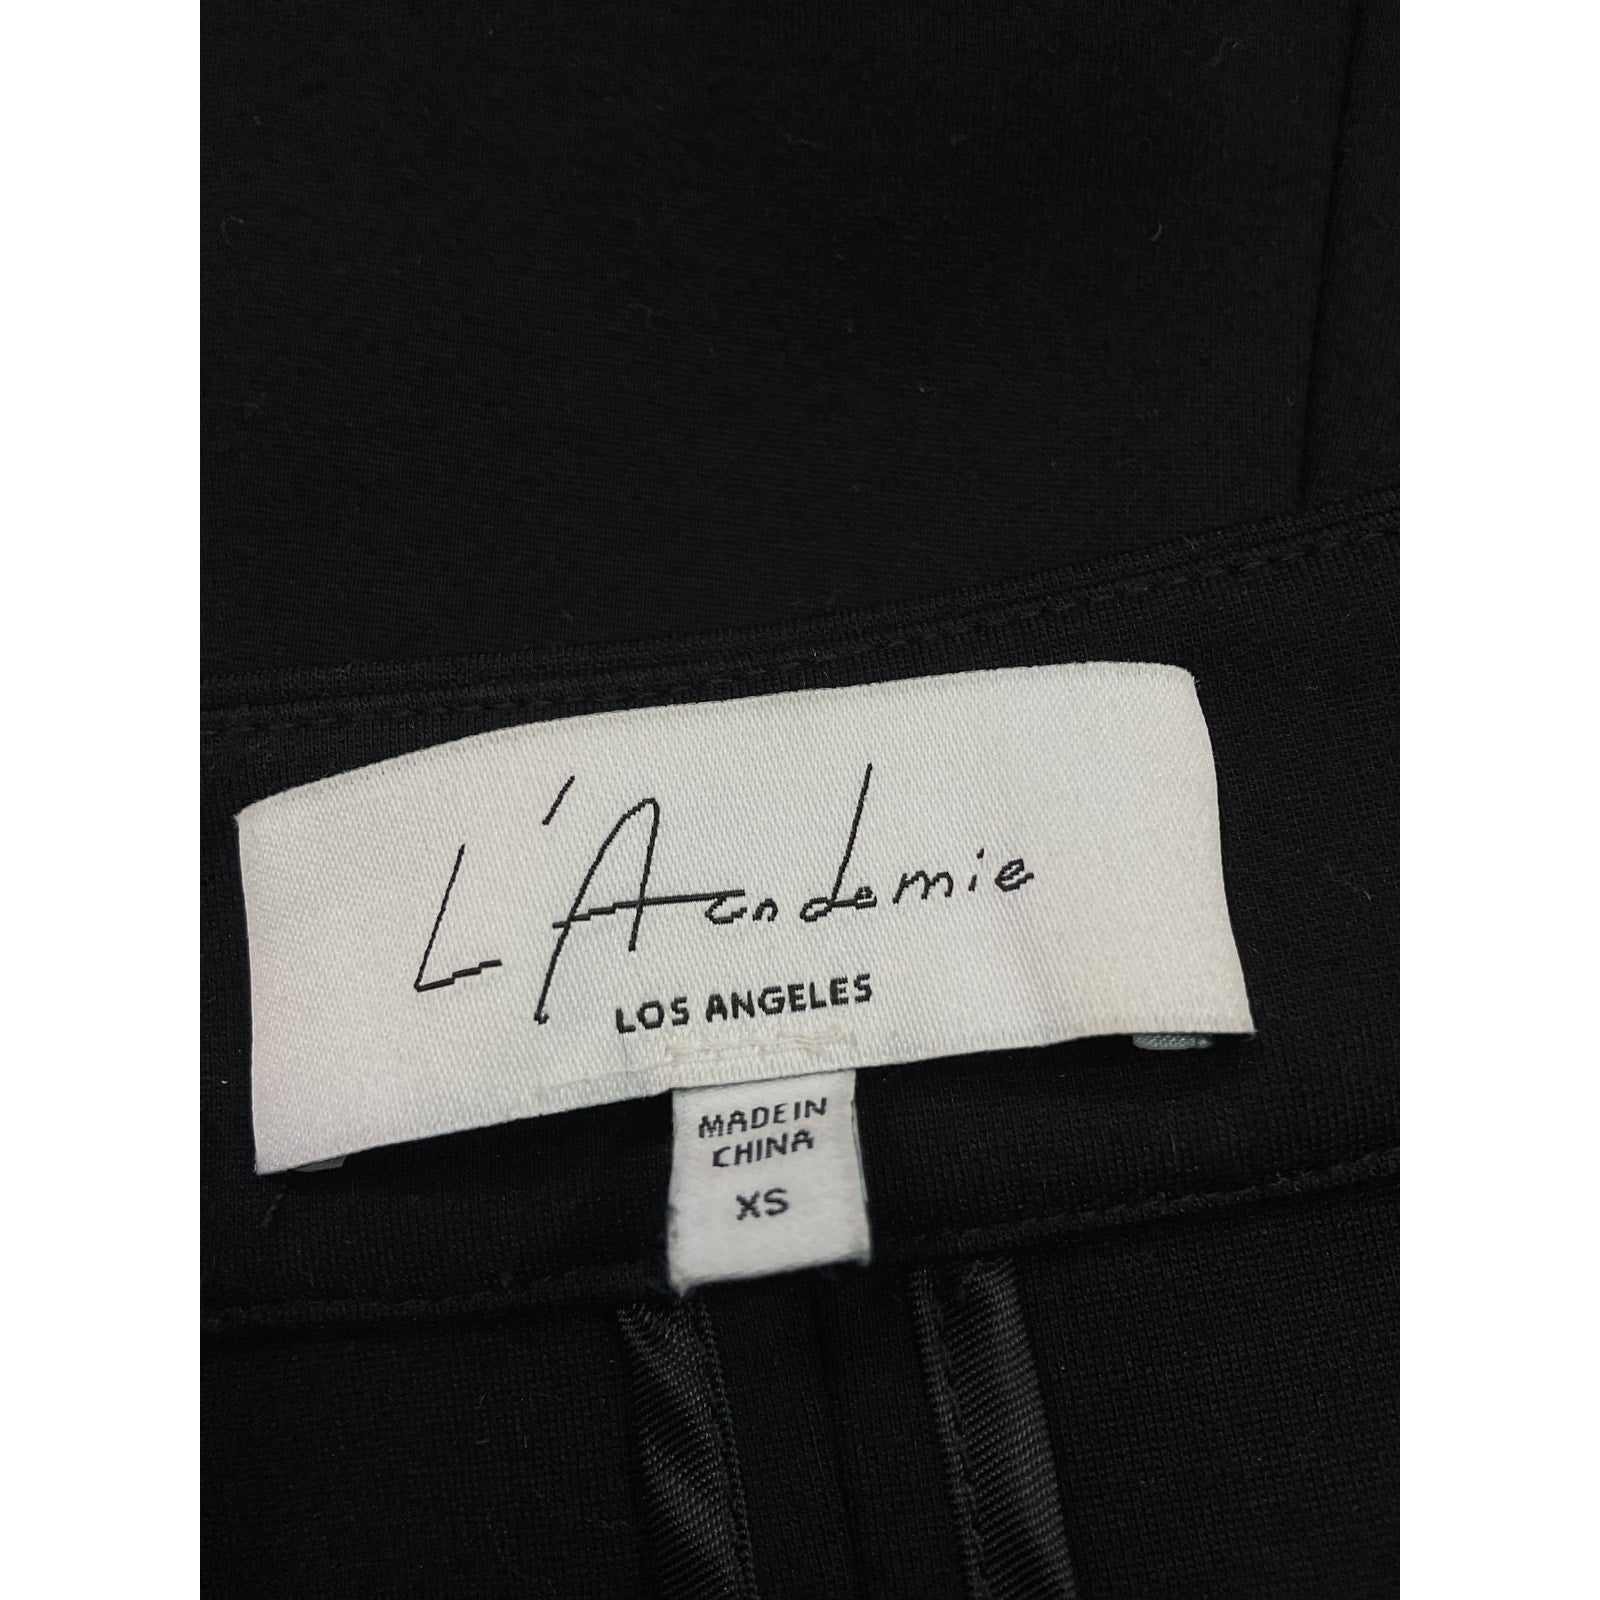 L'Academie
LOS ANGELES
MADE IN
CHINA
XS